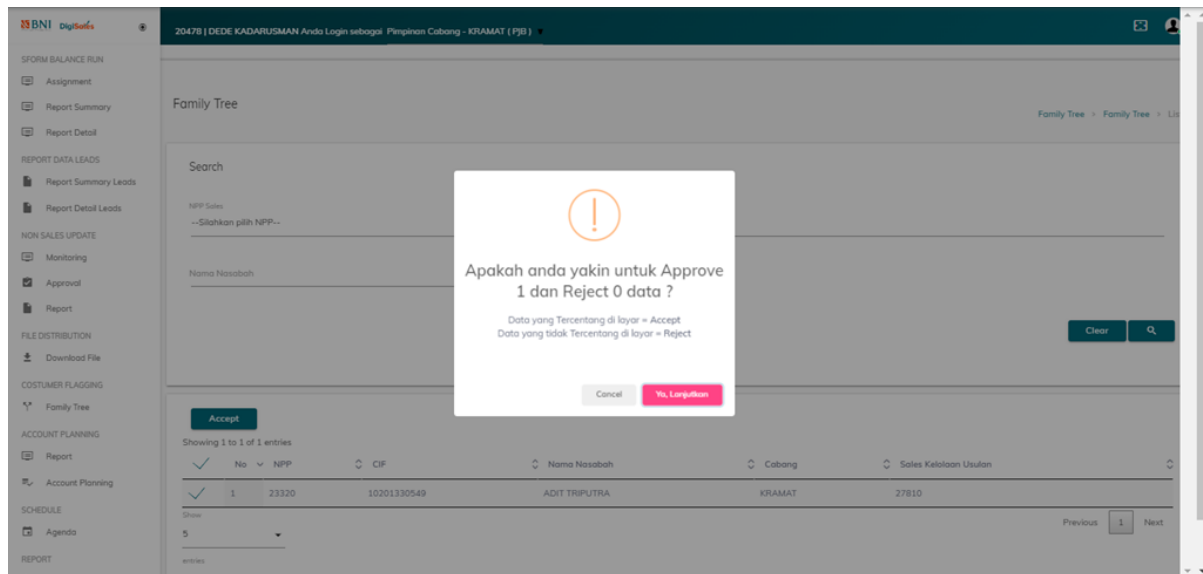 BNI DigiSales
20478 | DEDE KADARUSMAN Anda Login sebagai Pimpinan Cabang - KRAMAT ( PJB )
SFORM BALANCE RUN
Assignment
Report Summary
Report Detail
REPORT DATA LEADS
Report Summary Leads
Report Detail Leads
NON SALES UPDATE
Monitoring
Approval
Report
FILE DISTRIBUTION
Download File
COSTUMER FLAGGING
Family Tree
ACCOUNT PLANNING
Report
Account Planning
SCHEDULE
Agenda
REPORT
Family Tree
Family Tree > Family Tree > Lis
Search
NPP Sales
--Silahkan pilih NPP--
Nama Nasabah
Clear
Apakah anda yakin untuk Approve
1 dan Reject 0 data ?
Data yang Tercentang di layar = Accept
Data yang tidak Tercentang di layar = Reject
Cancel Ya, Lanjutkan
Accept
Showing 1 to 1 of 1 entries
No NPP CIF Nama Nasabah Cabang Sales Kelolaan Usulan
1 23320 10201330549 ADIT TRIPUTRA KRAMAT 27810
Show
5
entries
Previous 1 Next